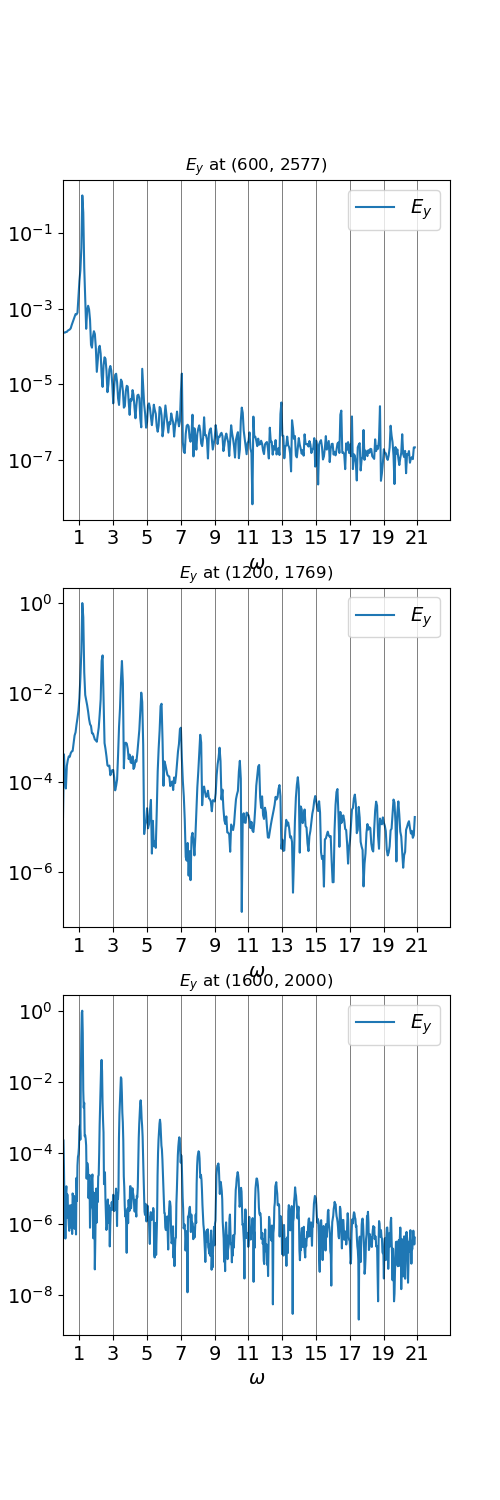 E_y at (600, 2577)
E_y
10^{-1}
10^{-3}
10^{-5}
10^{-7}
1 3 5 7 9 11 13 15 17 19 21
ω
E_y at (1200, 1769)
E_y
10^0
10^{-2}
10^{-4}
10^{-6}
1 3 5 7 9 11 13 15 17 19 21
ω
E_y at (1600, 2000)
E_y
10^0
10^{-2}
10^{-4}
10^{-6}
10^{-8}
1 3 5 7 9 11 13 15 17 19 21
ω